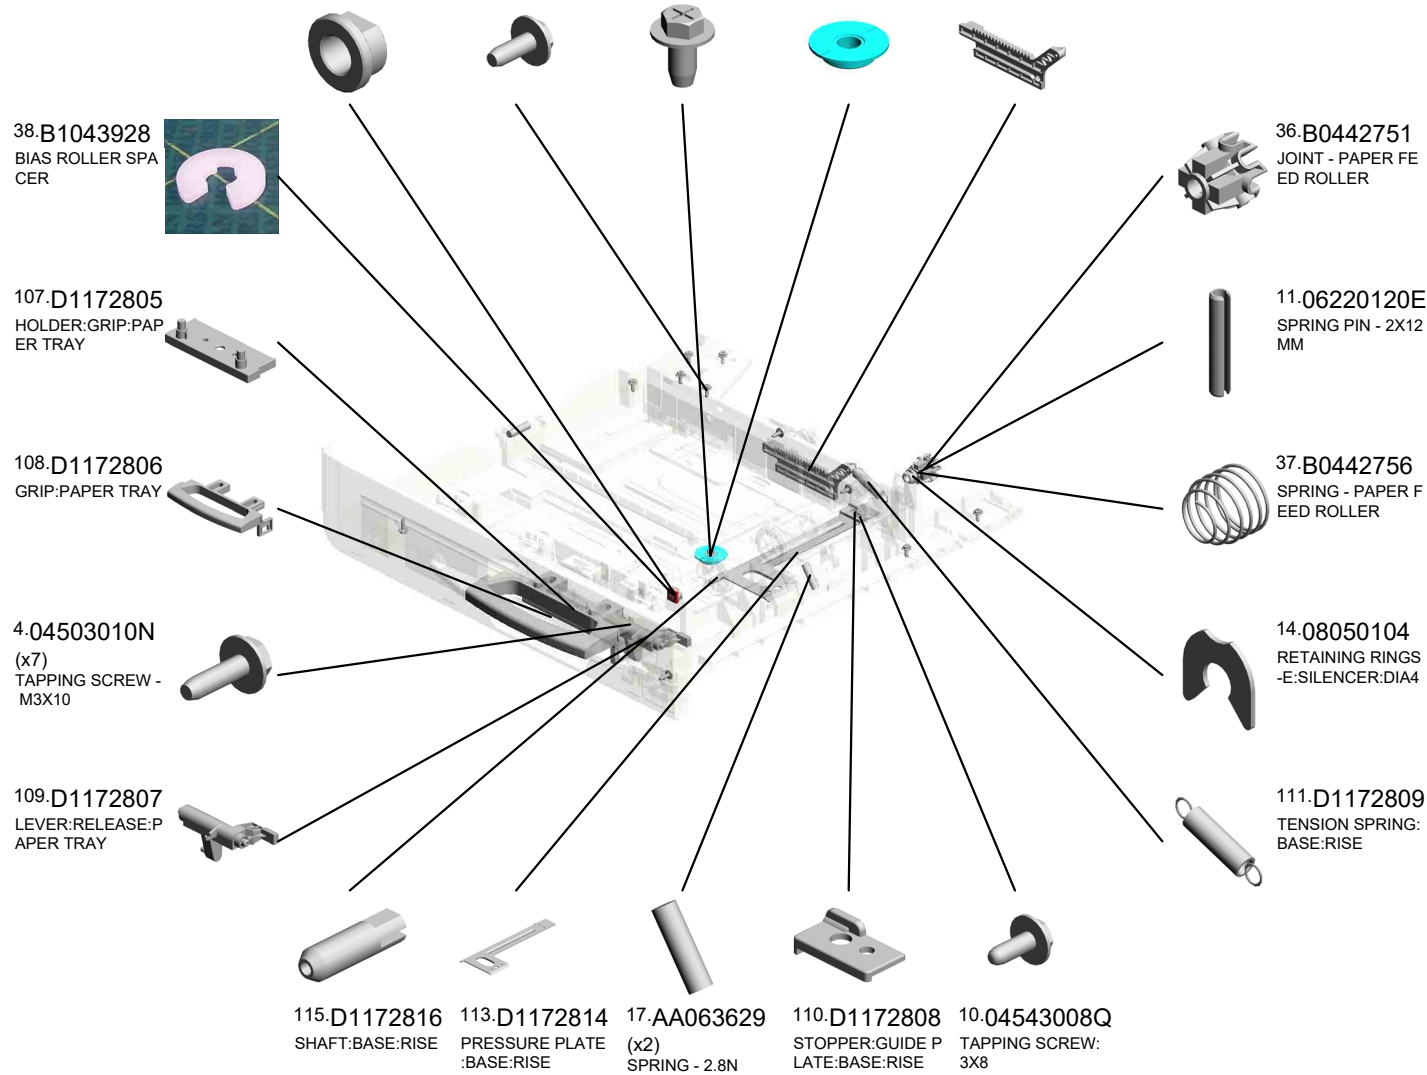 38.B1043928
BIAS ROLLER SPA
CER
36.B0442751
JOINT - PAPER FE
ED ROLLER
107.D1172805
HOLDER:GRIP:PAP
ER TRAY
11.06220120E
SPRING PIN - 2X12
MM
108.D1172806
GRIP:PAPER TRAY
37.B0442756
SPRING - PAPER F
EED ROLLER
4.04503010N
(x7)
TAPPING SCREW -
M3X10
14.08050104
RETAINING RINGS
-E:SILENCER:DIA4
109.D1172807
LEVER:RELEASE:P
APER TRAY
111.D1172809
TENSION SPRING:
BASE:RISE
115.D1172816
SHAFT:BASE:RISE
113.D1172814
PRESSURE PLATE
:BASE:RISE
17.AA063629
(x2)
SPRING - 2.8N
110.D1172808
STOPPER:GUIDE P
LATE:BASE:RISE
10.04543008Q
TAPPING SCREW:
3X8